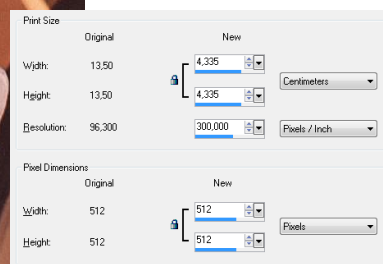 Print Size
Original New
Width: 13,50 4,335
Centimeters
Height: 13,50 4,335
Resolution: 96,300 300,000 Pixels / Inch
Pixel Dimensions
Original New
Width: 512 512
Pixels
Height: 512 512